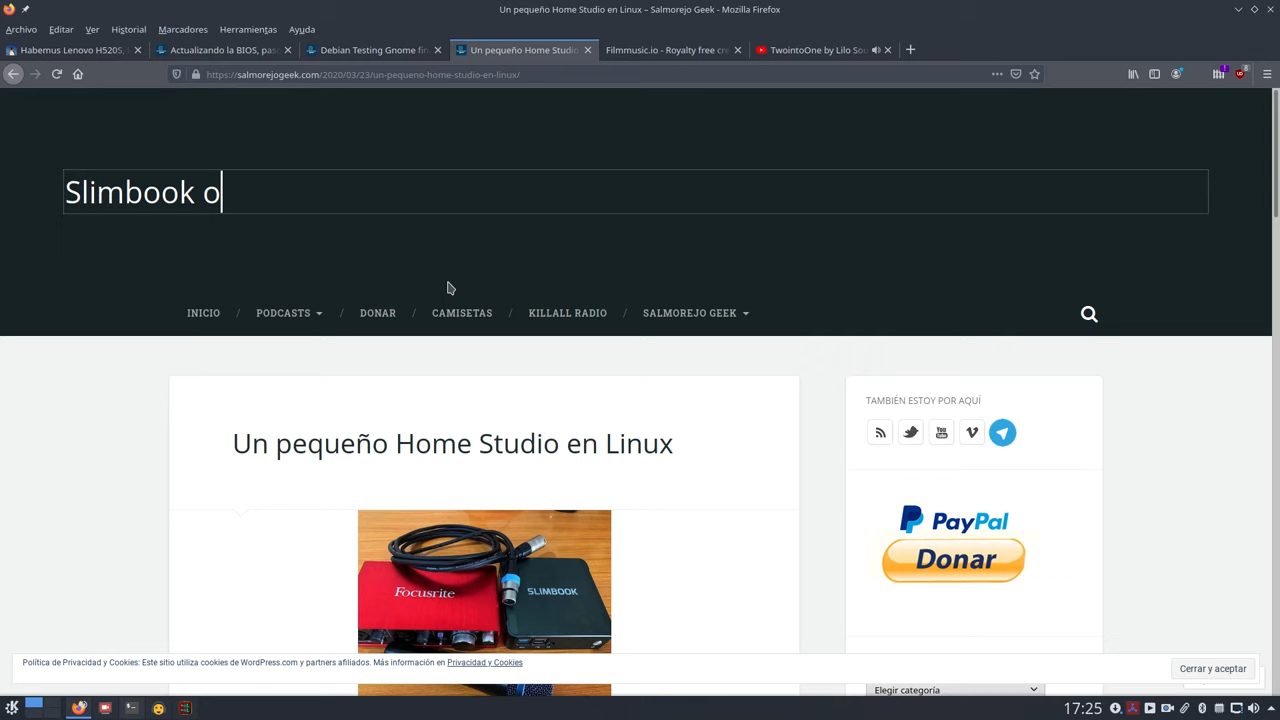 Un pequeño Home Studio en Linux – Salmorejo Geek - Mozilla Firefox
Archivo Editar Ver Historial Marcadores Herramientas Ayuda
Habemus Lenovo H520S, Actualizando la BIOS, pas Debian Testing Gnome fin Un pequeño Home Studio Filmmusic.io - Royalty free cre TwointoOne by Lilo Sou
https://salmorejogeek.com/2020/03/23/un-pequeno-home-studio-en-linux/
Slimbook o
INICIO / PODCASTS / DONAR / CAMISETAS / KILLALL RADIO / SALMOREJO GEEK
Un pequeño Home Studio en Linux
Focusrite
SLIMBOOK
TAMBIÉN ESTOY POR AQUÍ
You Tube
PayPal
Donar
Política de Privacidad y Cookies: Este sitio utiliza cookies de WordPress.com y partners afiliados. Más información en Privacidad y Cookies
Cerrar y aceptar
Elegir categoría
17:25